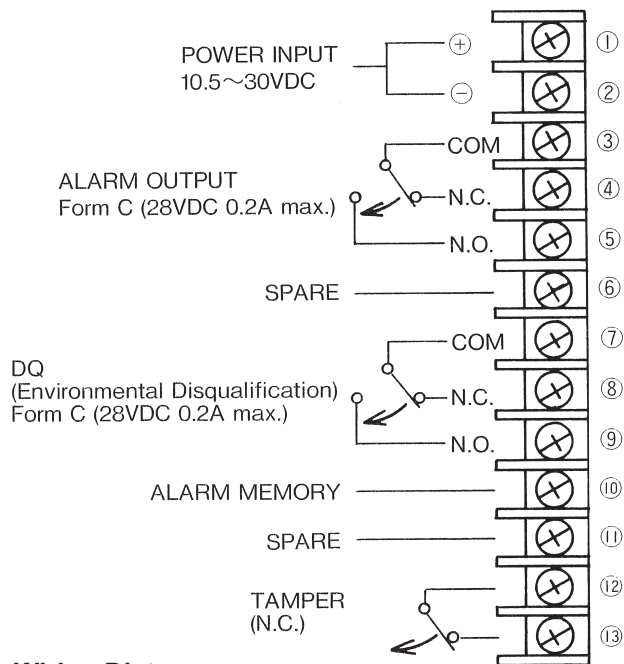 POWER INPUT
10.5～30VDC
⊕
⊖
①
②
ALARM OUTPUT
Form C (28VDC 0.2A max.)
COM
N.C.
N.O.
③
④
⑤
SPARE
⑥
DQ
(Environmental Disqualification)
Form C (28VDC 0.2A max.)
COM
N.C.
N.O.
⑦
⑧
⑨
ALARM MEMORY
⑩
SPARE
⑪
TAMPER
(N.C.)
⑫
⑬